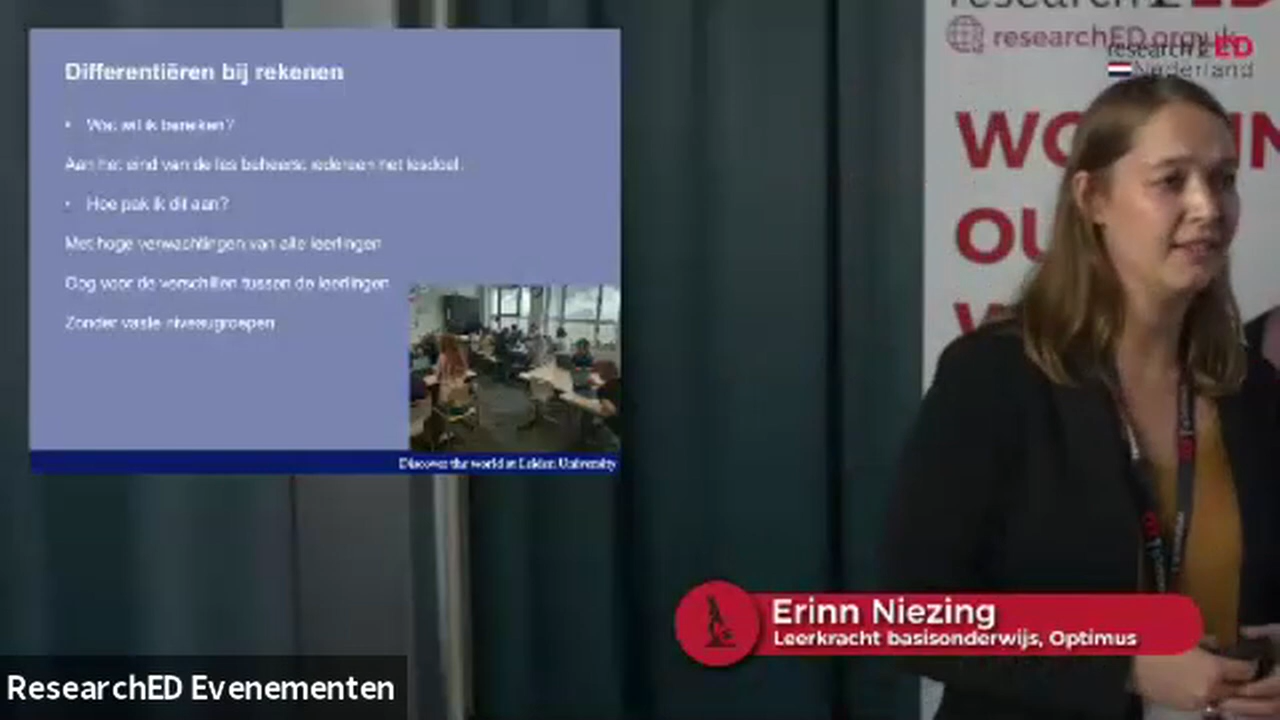 Differentiëren bij rekenen
• Wat wil ik bereiken?
Aan het eind van de les beheerst iedereen het lesdoel.
• Hoe pak ik dit aan?
Met hoge verwachtingen van alle leerlingen
Oog voor de verschillen tussen de leerlingen
Zonder vaste niveaugroepen
Discover the world at Leiden University
researchED
researchED.org.uk
researchED
Nederland
WO
IN
OU
Erinn Niezing
Leerkracht basisonderwijs, Optimus
ResearchED Evenementen